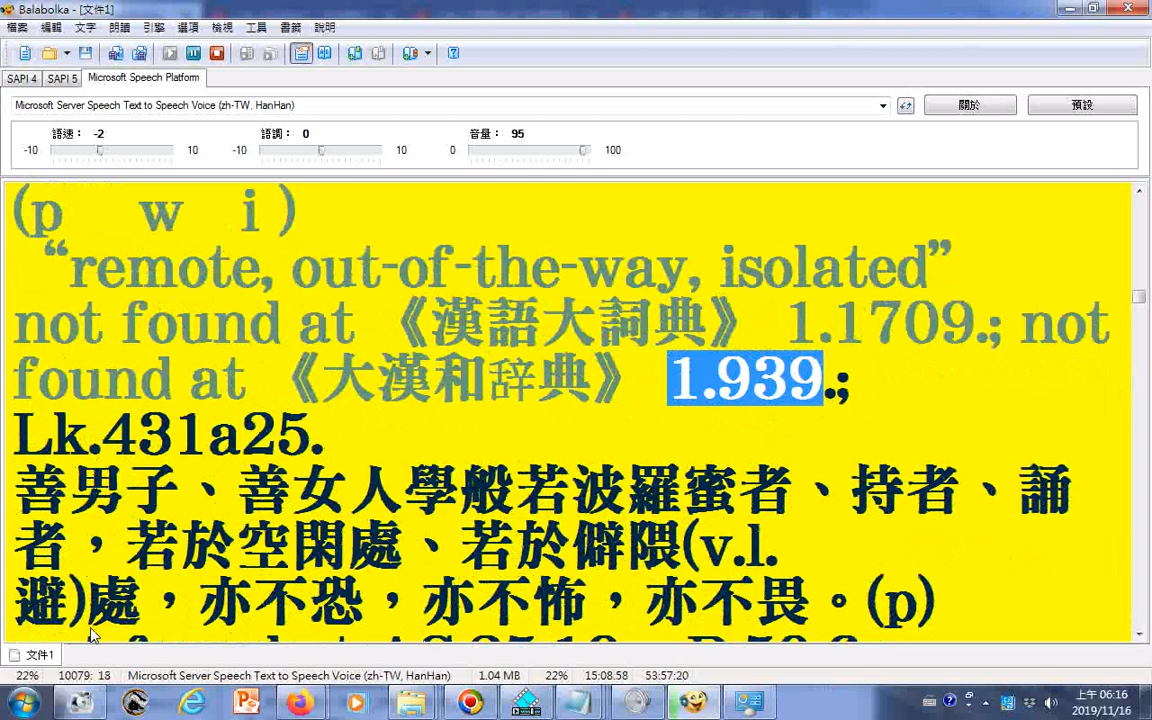 Balabolka - [文件1]
檔案 編輯 文字 朗讀 引擎 選項 檢視 工具 書籤 說明
SAPI 4 SAPI 5 Microsoft Speech Platform
Microsoft Server Speech Text to Speech Voice (zh-TW, HanHan)
關於 預設
語速： -2 語調： 0 音量： 95
-10 10 -10 10 0 100
(p w i )
“remote, out-of-the-way, isolated”
not found at 《漢語大詞典》 1.1709.; not
found at 《大漢和辞典》 1.939.;
Lk.431a25.
善男子、善女人學般若波羅蜜者、持者、誦
者，若於空閑處、若於僻隈(v.l.
避)處，亦不恐，亦不怖，亦不畏。(p)
文件1
22% 10079: 18 Microsoft Server Speech Text to Speech Voice (zh-TW, HanHan) 1.04 MB 22% 15:08.58 53:57:20
上午 06:16
2019/11/16